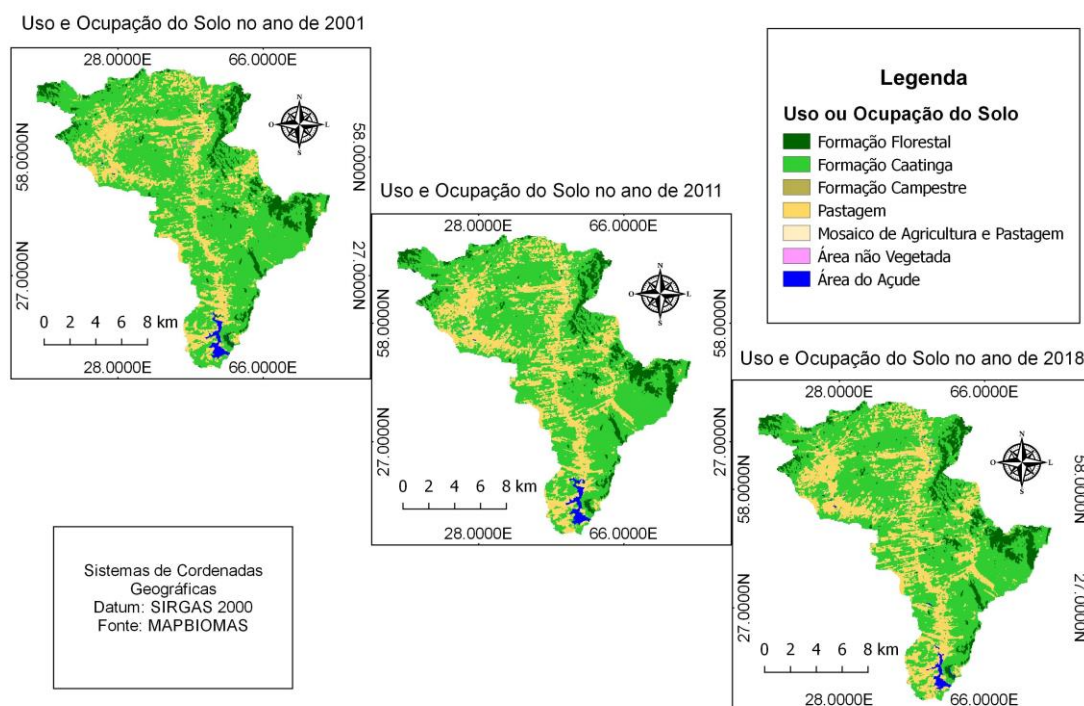 Uso e Ocupação do Solo no ano de 2001
28.0000E 66.0000E
N
O L
S
58.0000N 58.0000N
27.0000N 27.0000N
0 2 4 6 8 km
28.0000E 66.0000E
Uso e Ocupação do Solo no ano de 2011
28.0000E 66.0000E
N
O L
S
58.0000N 58.0000N
27.0000N 27.0000N
0 2 4 6 8 km
28.0000E 66.0000E
Legenda
Uso ou Ocupação do Solo
Formação Florestal
Formação Caatinga
Formação Campestre
Pastagem
Mosaico de Agricultura e Pastagem
Área não Vegetada
Área do Açude
Uso e Ocupação do Solo no ano de 2018
28.0000E 66.0000E
N
O L
S
58.0000N 58.0000N
27.0000N 27.0000N
0 2 4 6 8 km
28.0000E 66.0000E
Sistemas de Cordenadas
Geográficas
Datum: SIRGAS 2000
Fonte: MAPBIOMAS